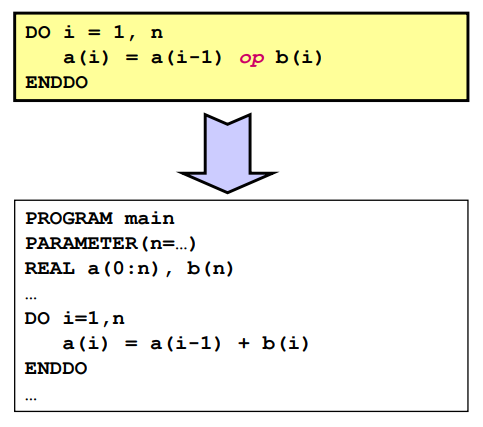 DO i = 1, n
   a(i) = a(i-1) op b(i)
ENDDO
PROGRAM main
PARAMETER(n=…)
REAL a(0:n), b(n)
…
DO i=1,n
   a(i) = a(i-1) + b(i)
ENDDO
…